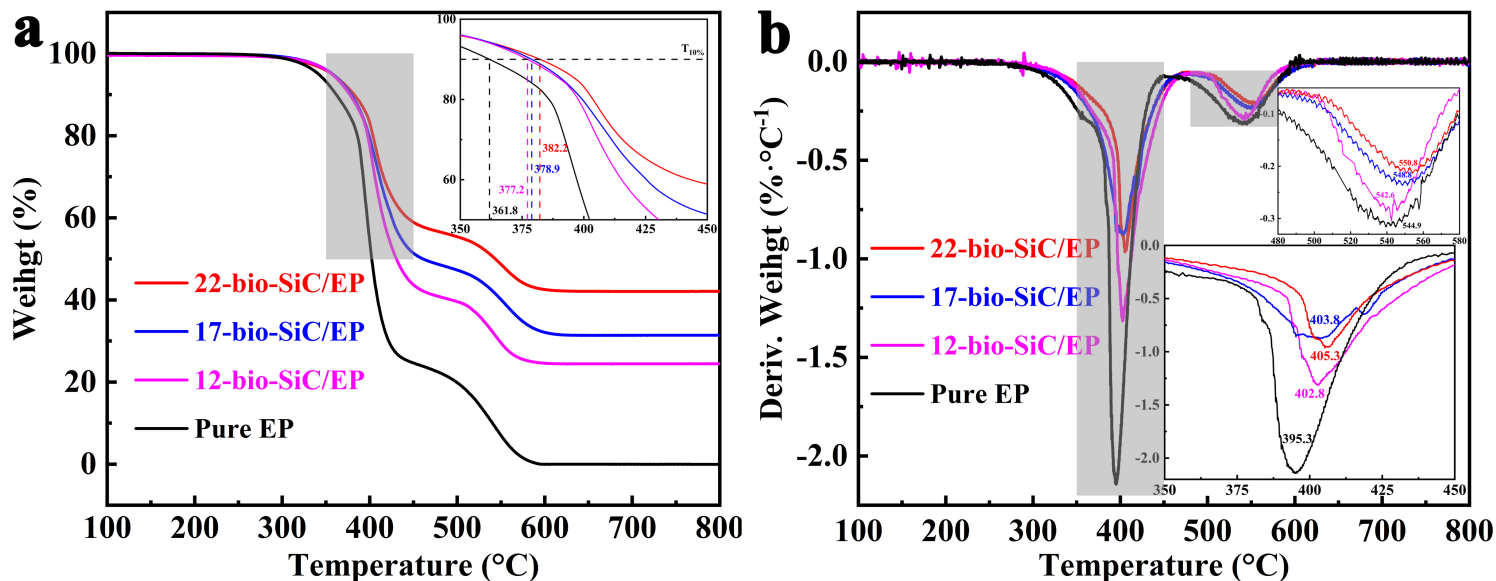 a
Weihgt (%)
100
80
60
40
20
0
100 200 300 400 500 600 700 800
Temperature (°C)
22-bio-SiC/EP
17-bio-SiC/EP
12-bio-SiC/EP
Pure EP
100
90
80
70
60
350 375 400 425 450
T10%
382.2
378.9
377.2
361.8
b
Deriv. Weihgt (%·°C-1)
0.0
-0.5
-1.0
-1.5
-2.0
100 200 300 400 500 600 700 800
Temperature (°C)
22-bio-SiC/EP
17-bio-SiC/EP
12-bio-SiC/EP
Pure EP
-0.1
-0.2
-0.3
480 500 520 540 560 580
550.8
548.8
542.6
544.9
0.0
-0.5
-1.0
-1.5
-2.0
350 375 400 425 450
403.8
405.3
402.8
395.3